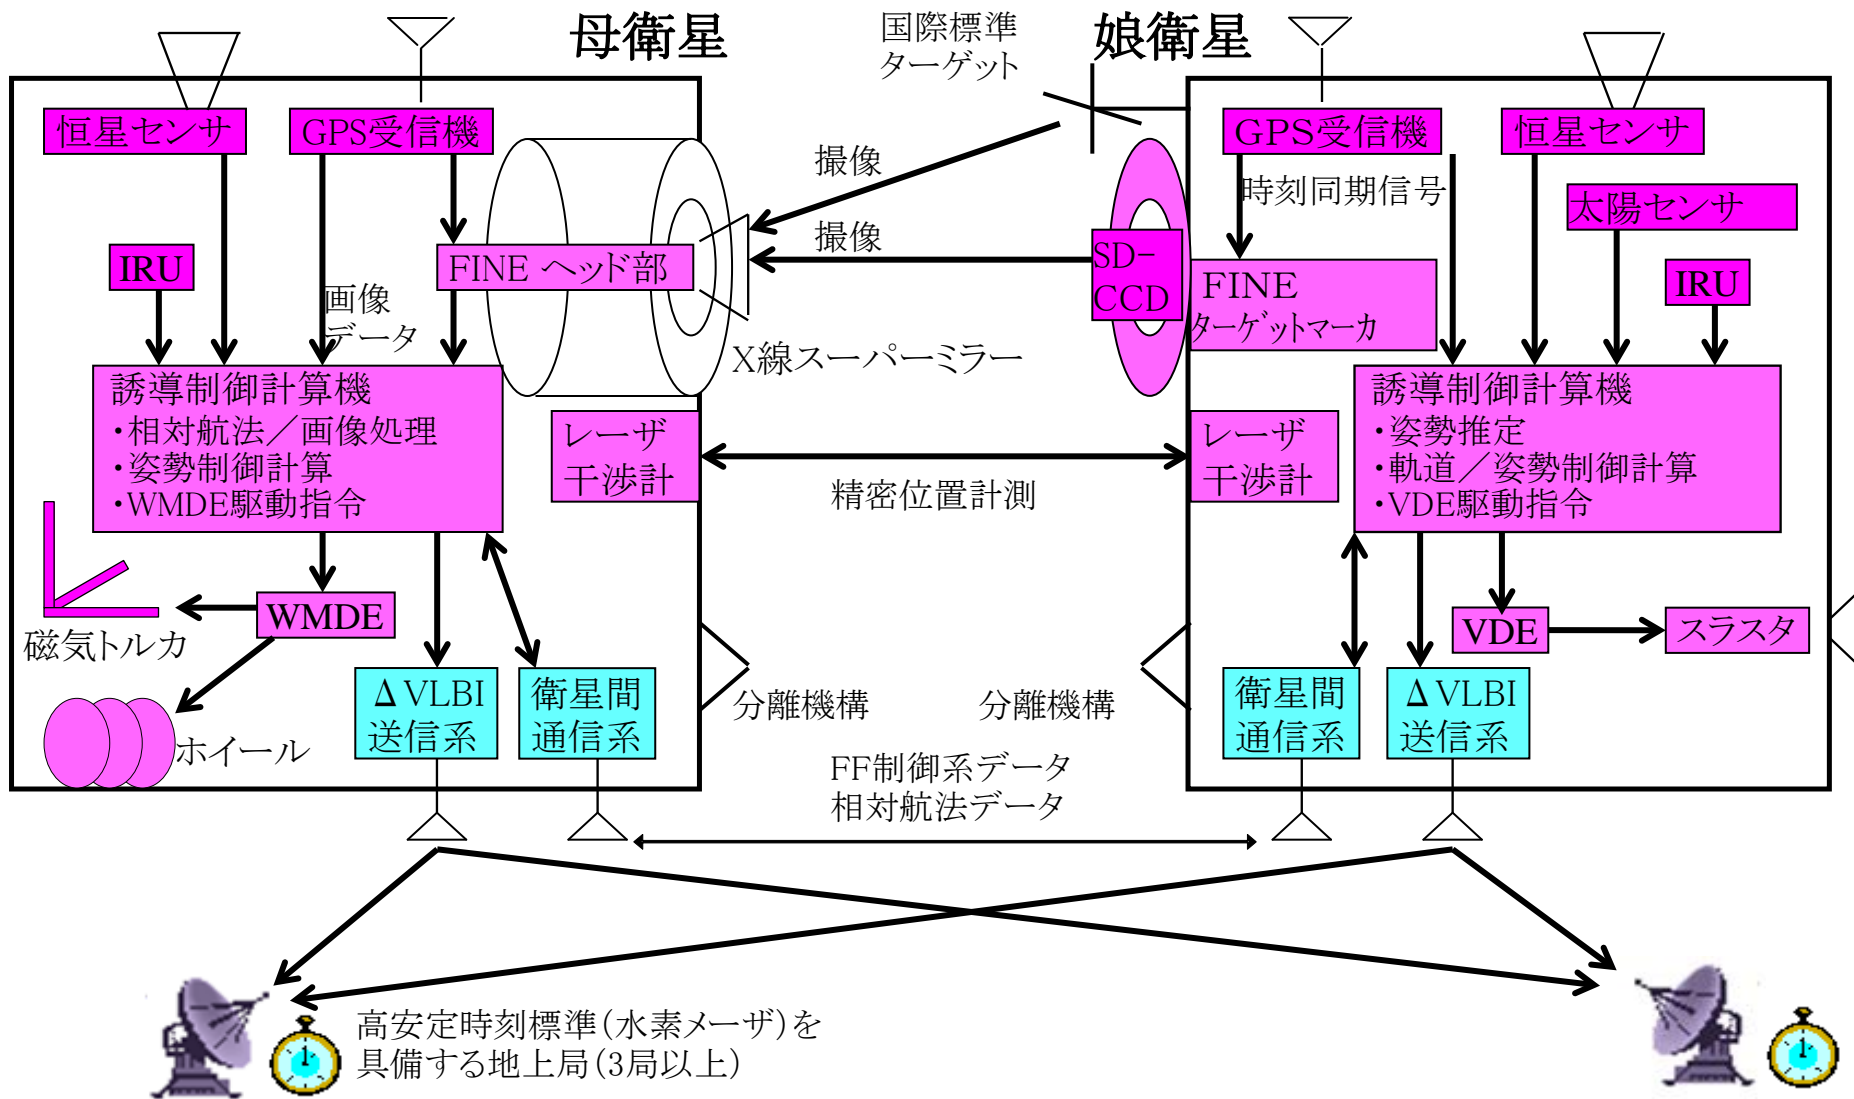 母衛星
国際標準
ターゲット
娘衛星
恒星センサ
GPS受信機
撮像
撮像
IRU
FINE ヘッド部
画像
データ
X線スーパーミラー
誘導制御計算機
・相対航法／画像処理
・姿勢制御計算
・WMDE駆動指令
レーザ
干渉計
精密位置計測
WMDE
磁気トルカ
ホイール
ΔVLBI
送信系
衛星間
通信系
分離機構
GPS受信機
恒星センサ
時刻同期信号
太陽センサ
SD-
CCD
FINE
ターゲットマーカ
IRU
誘導制御計算機
・姿勢推定
・軌道／姿勢制御計算
・VDE駆動指令
レーザ
干渉計
VDE
スラスタ
分離機構
衛星間
通信系
ΔVLBI
送信系
FF制御系データ
相対航法データ
高安定時刻標準(水素メーザ)を
具備する地上局(3局以上)
1
1